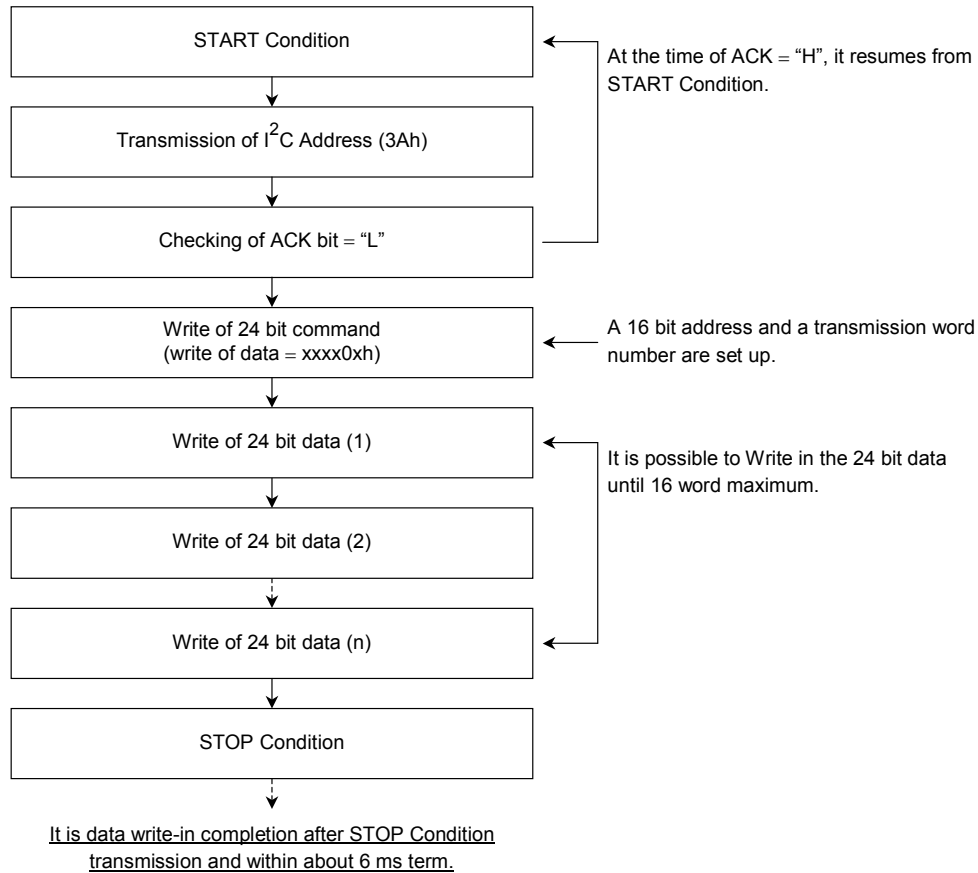 START Condition
At the time of ACK = “H”, it resumes from
START Condition.
Transmission of I2C Address (3Ah)
Checking of ACK bit = “L”
Write of 24 bit command
(write of data = xxxx0xh)
A 16 bit address and a transmission word
number are set up.
Write of 24 bit data (1)
It is possible to Write in the 24 bit data
until 16 word maximum.
Write of 24 bit data (2)
Write of 24 bit data (n)
STOP Condition
It is data write-in completion after STOP Condition
transmission and within about 6 ms term.